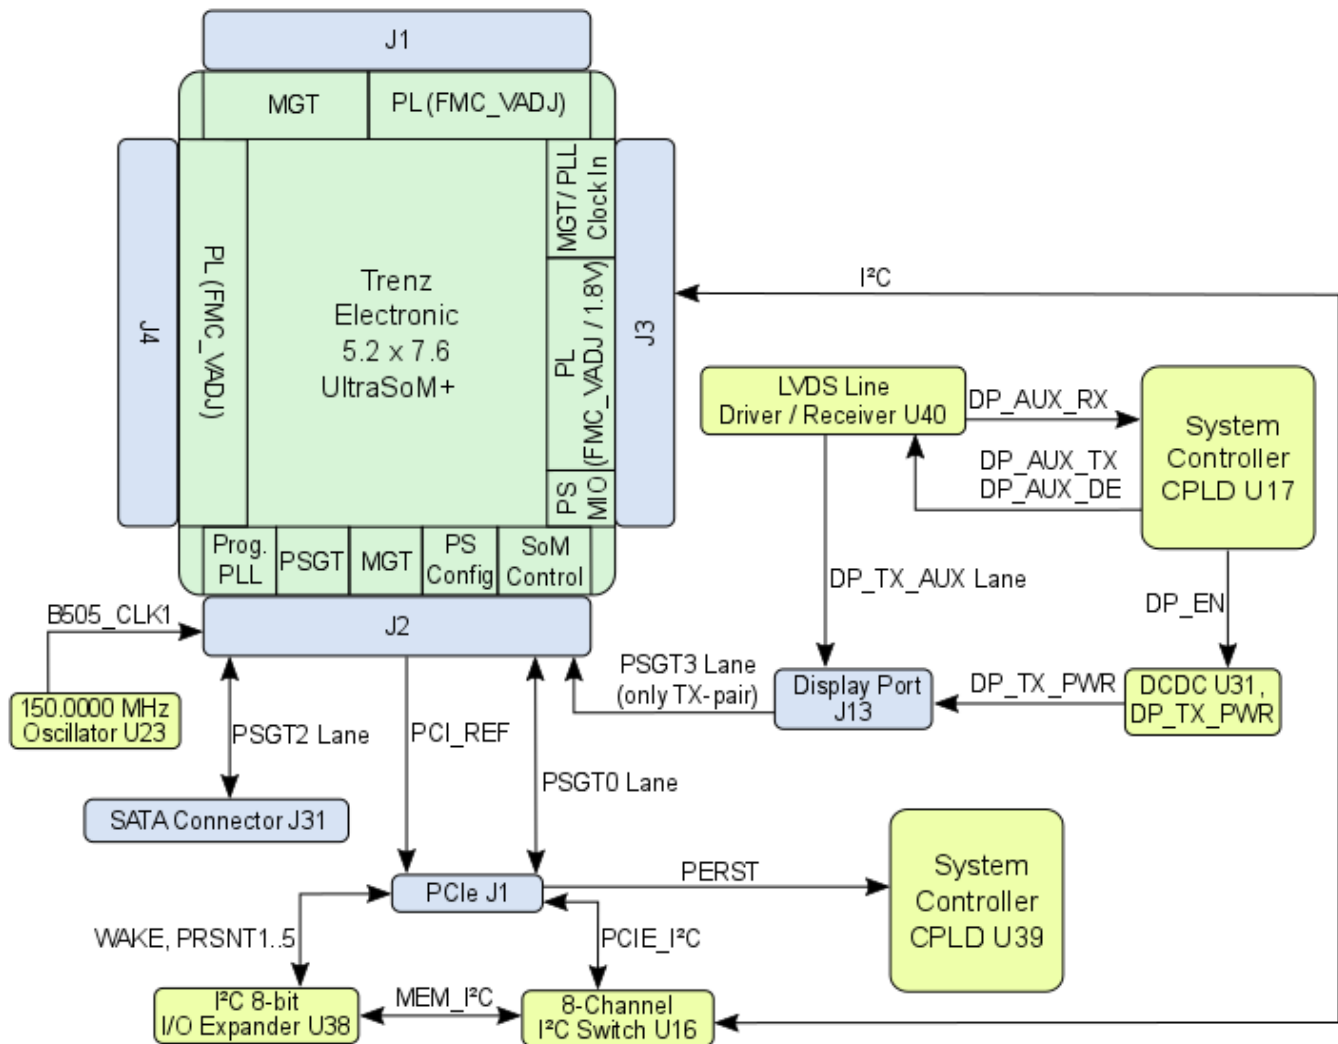 J1
MGT
PL (FMC_VADJ)
MGT/ PLL
Clock In
PL (FMC_VADJ)
J4
Trenz
Electronic
5.2 x 7.6
UltraSoM+
PL
(FMC_VADJ / 1.8V)
J3
PS
MIO
I²C
LVDS Line
Driver / Receiver U40
DP_AUX_RX
DP_AUX_TX
DP_AUX_DE
System
Controller
CPLD U17
Prog.
PLL
PSGT
MGT
PS
Config
SoM
Control
DP_TX_AUX Lane
DP_EN
B505_CLK1
J2
PSGT3 Lane
(only TX-pair)
Display Port
J13
DP_TX_PWR
DCDC U31,
DP_TX_PWR
150.0000 MHz
Oscillator U23
PSGT2 Lane
PCI_REF
PSGT0 Lane
SATA Connector J31
PCIe J1
PERST
System
Controller
CPLD U39
WAKE, PRSNT1..5
PCIE_I²C
I²C 8-bit
I/O Expander U38
MEM_I²C
8-Channel
I²C Switch U16